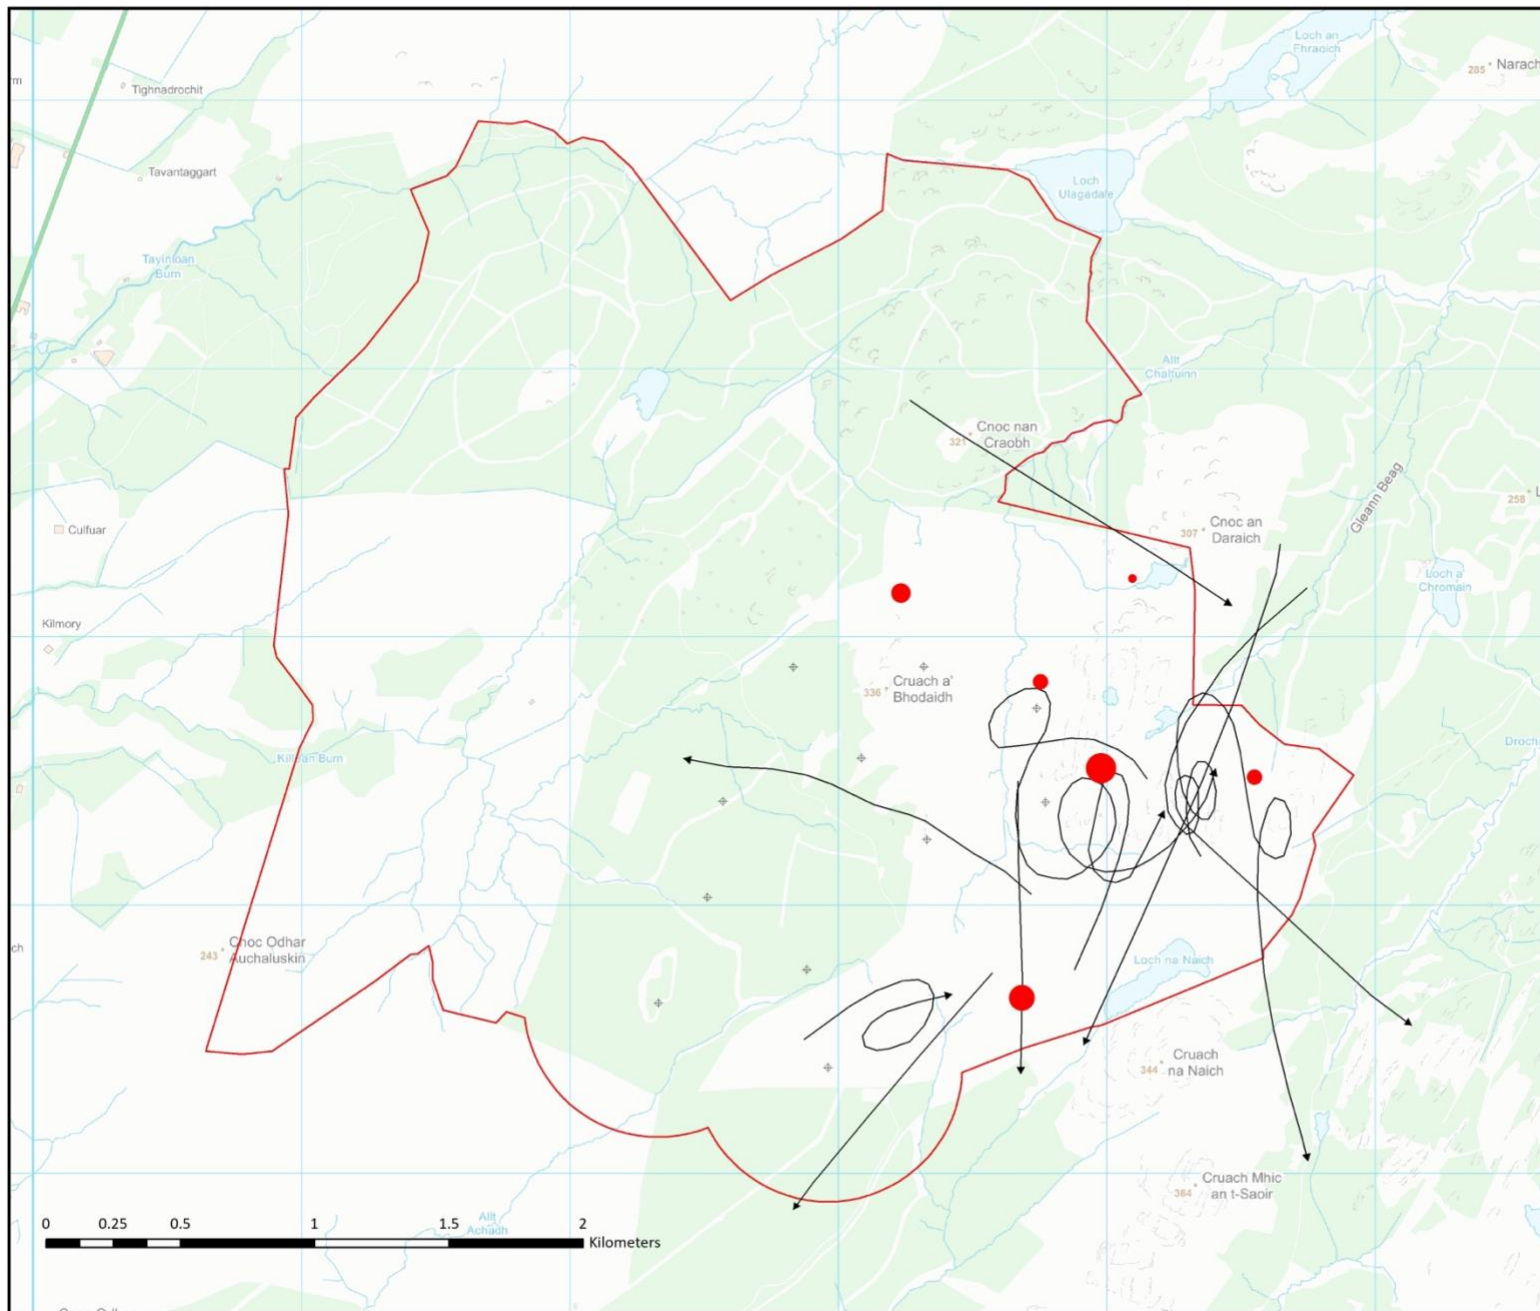 Loch an
Fhraoich
285
Narach
Tighnadrochit
Tavantaggart
Loch
Ulagadale
Tayinloan
Burn
Allt
Chaltuinn
Cnoc nan
Craobh
321
Gleann Beag
258
Culfuar
307
Cnoc an
Daraich
Loch a'
Chromain
Kilmory
336
Cruach a'
Bhodaidh
Killean Burn
Droch
ch
243
Cnoc Odhar
Auchaluskin
Loch na Naich
344
Cruach
na Naich
364
Cruach Mhic
an t-Saoir
Allt
Achadh
0 0.25 0.5 1 1.5 2
Kilometers